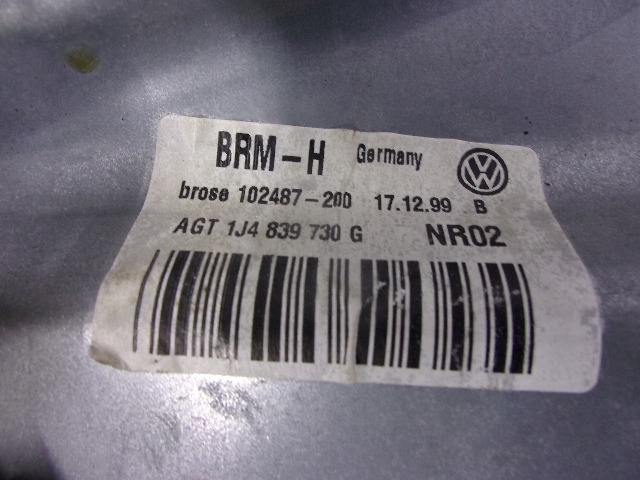 BRM-H Germany
brose 102487-200 17.12.99 B
AGT 1J4 839 730 G NR02